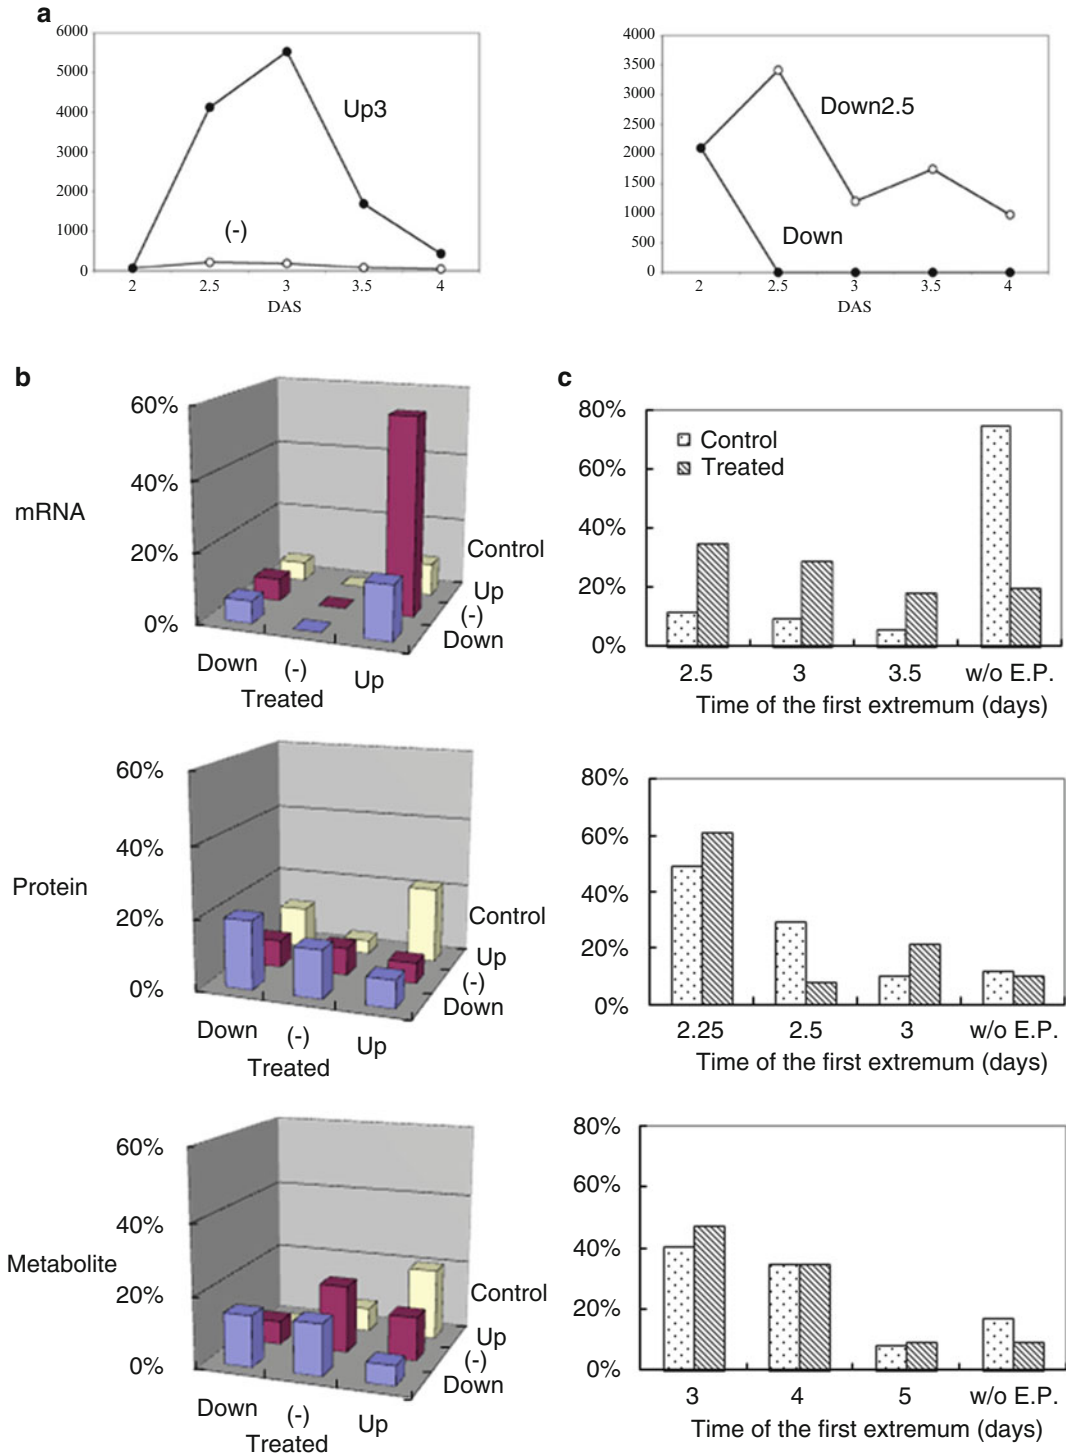 a
6000
5000
4000
3000
2000
1000
0
Up3
(-)
2 2.5 3 3.5 4
DAS
4000
3500
3000
2500
2000
1500
1000
500
0
Down2.5
Down
2 2.5 3 3.5 4
DAS
b
mRNA
60%
40%
20%
0%
Control
Up
(-)
Down
Down (-) Up
Treated
Protein
60%
40%
20%
0%
Control
Up
(-)
Down
Down (-) Up
Treated
Metabolite
60%
40%
20%
0%
Control
Up
(-)
Down
Down (-) Up
Treated
c
80%
60%
40%
20%
0%
Control
Treated
2.5 3 3.5 w/o E.P.
Time of the first extremum (days)
80%
60%
40%
20%
0%
2.25 2.5 3 w/o E.P.
Time of the first extremum (days)
80%
60%
40%
20%
0%
3 4 5 w/o E.P.
Time of the first extremum (days)